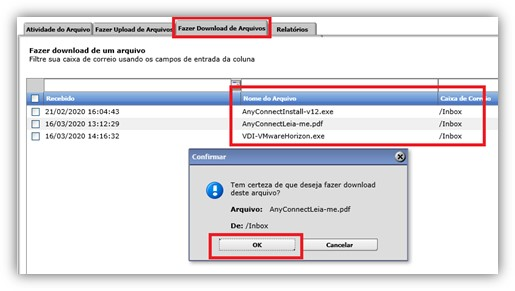 Atividade do Arquivo Fazer Upload de Arquivos Fazer Download de Arquivos Relatórios
Fazer download de um arquivo
Filtre sua caixa de correio usando os campos de entrada da coluna
Recebido Nome do Arquivo Caixa de Correio
21/02/2020 16:04:43 AnyConnectInstall-v12.exe /Inbox
16/03/2020 13:12:29 AnyConnectLeia-me.pdf /Inbox
16/03/2020 14:16:32 VDI-VMwareHorizon.exe /Inbox
Confirmar
Tem certeza de que deseja fazer download
deste arquivo?
Arquivo: AnyConnectLeia-me.pdf
De: /Inbox
OK Cancelar